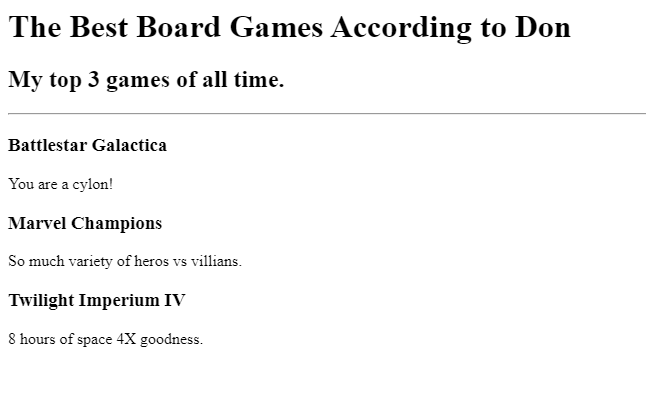 The Best Board Games According to Don
My top 3 games of all time.
Battlestar Galactica
You are a cylon!
Marvel Champions
So much variety of heros vs villians.
Twilight Imperium IV
8 hours of space 4X goodness.